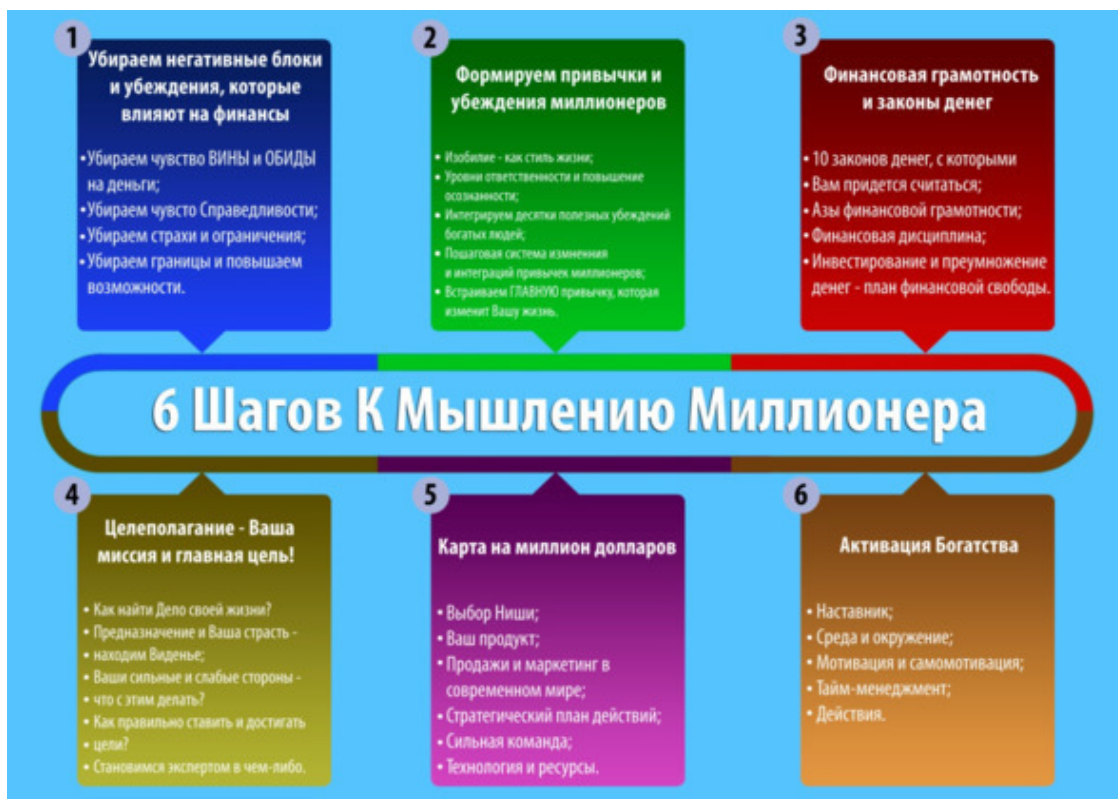 1
Убираем негативные блоки
и убеждения, которые
влияют на финансы
• Убираем чувство ВИНЫ и ОБИДЫ
на деньги;
• Убираем чувсто Справедливости;
• Убираем страхи и ограничения;
• Убираем границы и повышаем
возможности.
2
Формируем привычки и
убеждения миллионеров
• Изобилие - как стиль жизни;
• Уровни ответственности и повышение
осознанности;
• Интегрируем десятки полезных убеждений
богатых людей;
• Пошаговая система измнения
и интеграций привычек миллионеров;
• Встраиваем ГЛАВНУЮ привычку, которая
изменит Вашу жизнь.
3
Финансовая грамотность
и законы денег
• 10 законов денег, с которыми
• Вам придется считаться;
• Азы финансовой грамотности;
• Финансовая дисциплина;
• Инвестирование и преумножение
денег - план финансовой свободы.
6 Шагов К Мышлению Миллионера
4
Целеполагание - Ваша
миссия и главная цель!
• Как найти Дело своей жизни?
• Предназначение и Ваша страсть -
• находим Виденье;
• Ваши сильные и слабые стороны -
• что с этим делать?
• Как правильно ставить и достигать
• цели?
• Становимся экспертом в чем-либо.
5
Карта на миллион долларов
• Выбор Ниши;
• Ваш продукт;
• Продажи и маркетинг в
современном мире;
• Стратегический план действий;
• Сильная команда;
• Технология и ресурсы.
6
Активация Богатства
• Наставник;
• Среда и окружение;
• Мотивация и самомотивация;
• Тайм-менеджмент;
• Действия.